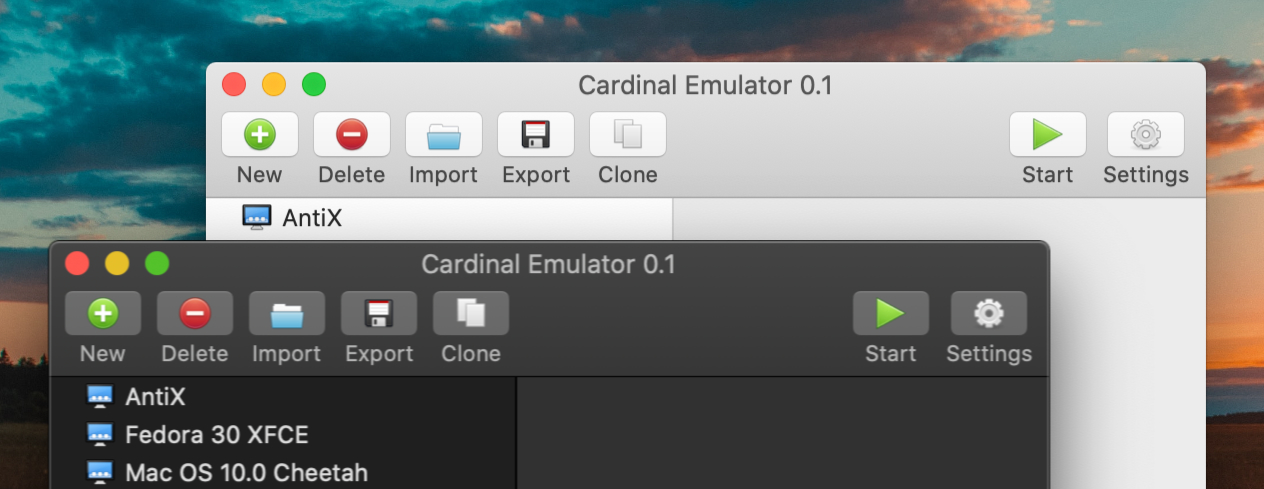 Cardinal Emulator 0.1
New Delete Import Export Clone Start Settings
AntiX
Cardinal Emulator 0.1
New Delete Import Export Clone Start Settings
AntiX
Fedora 30 XFCE
Mac OS 10.0 Cheetah